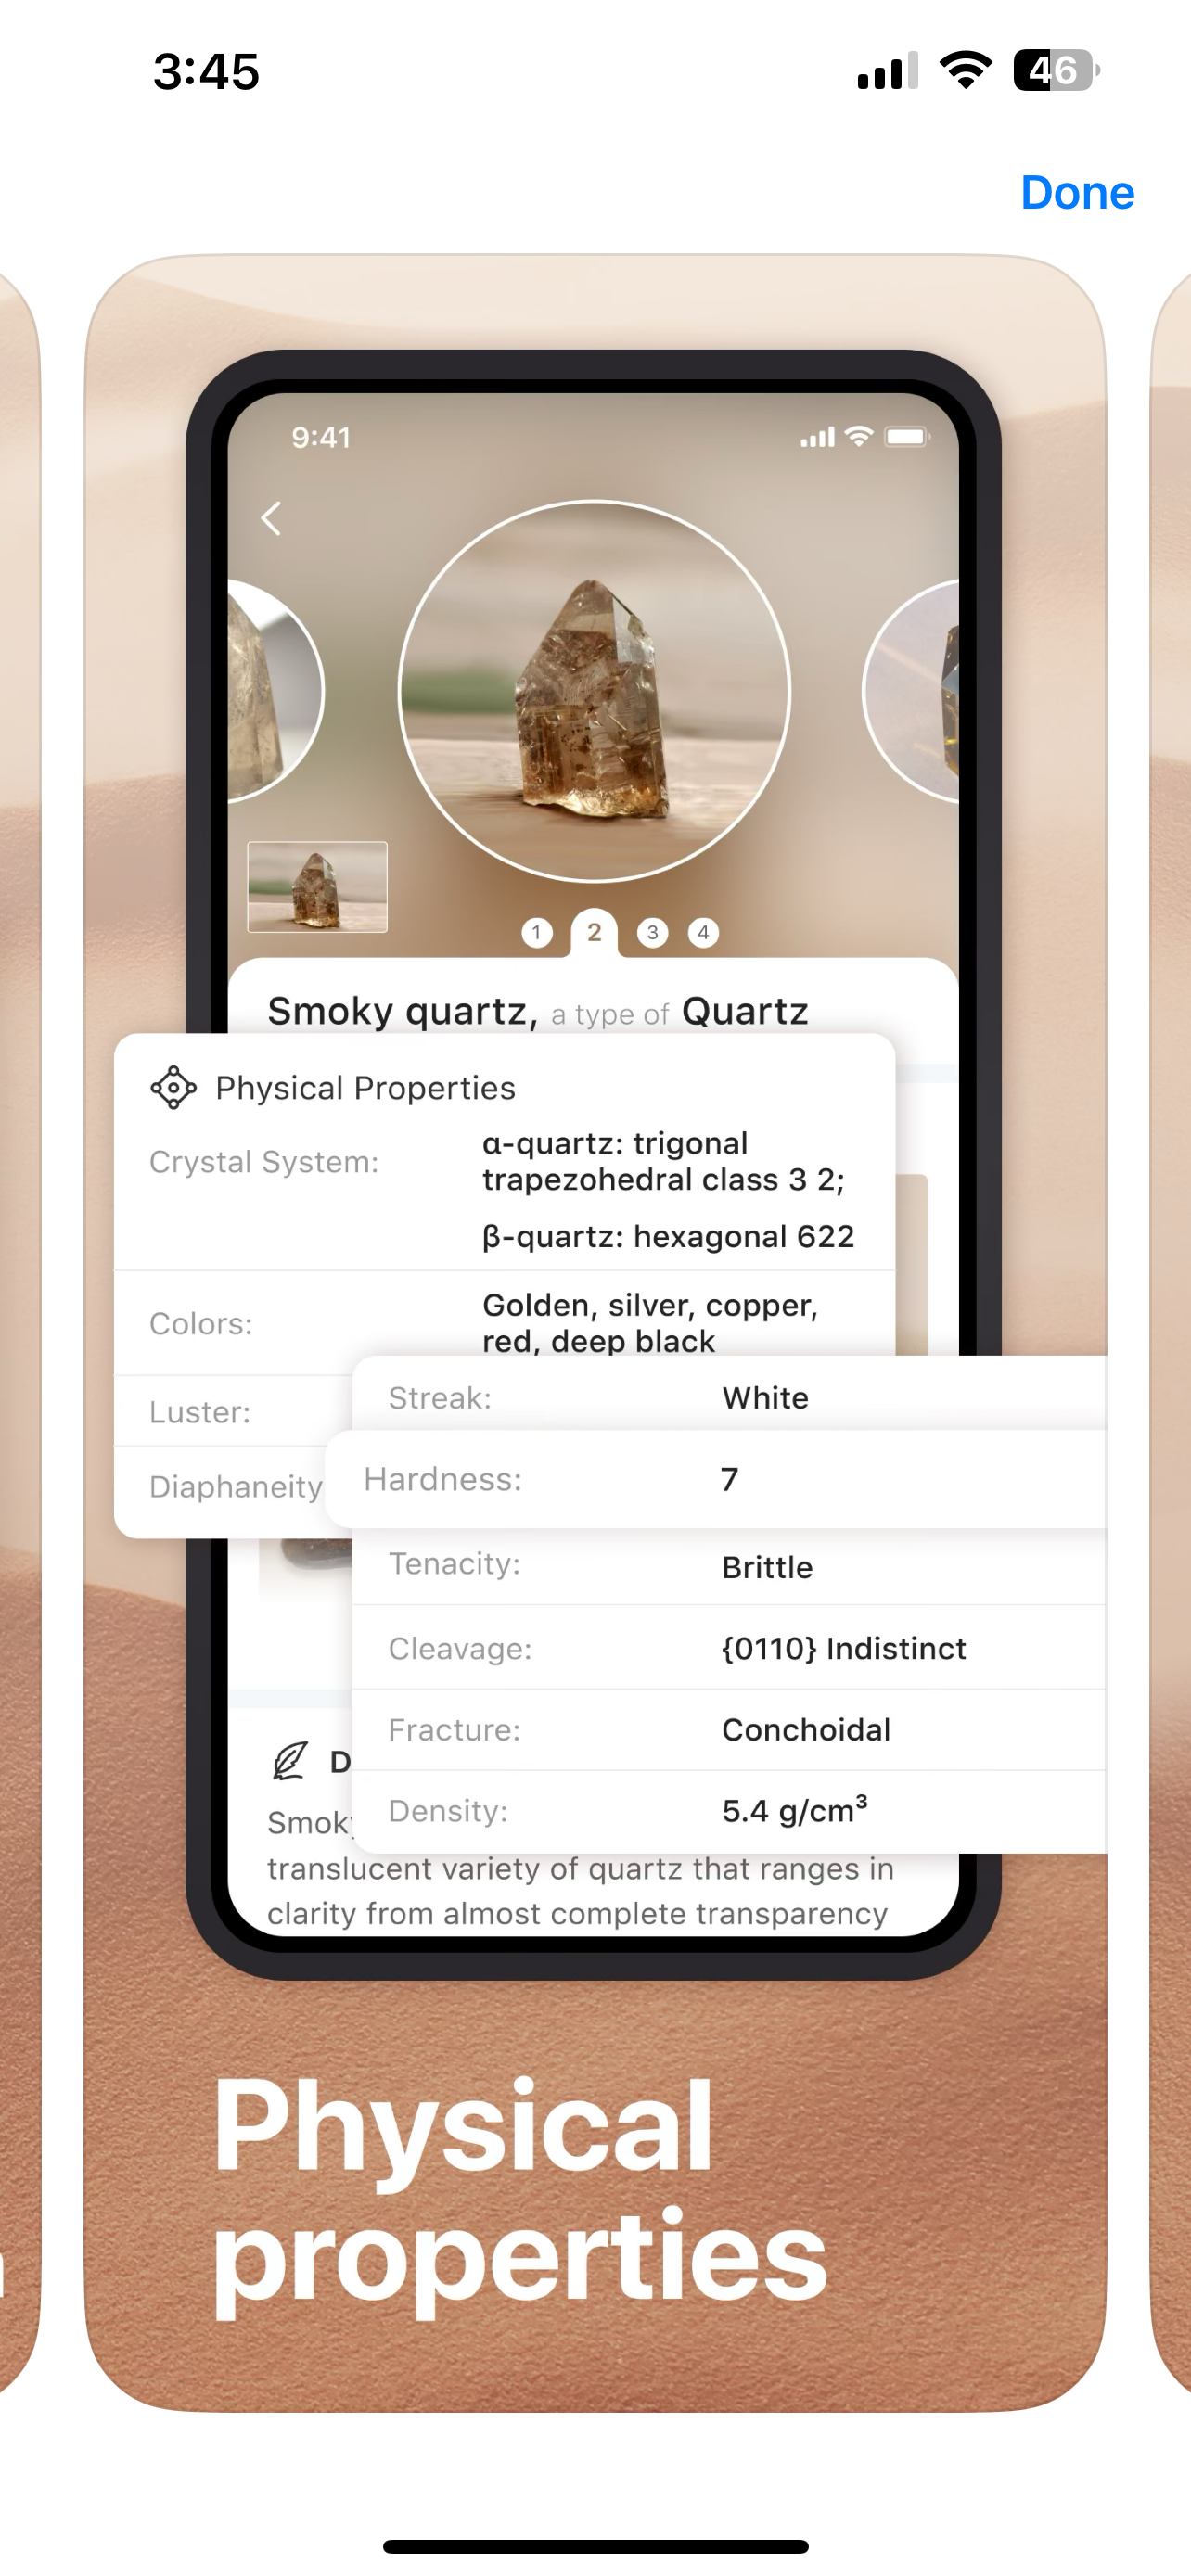 3:45
46
Done
9:41
1 2 3 4
Smoky quartz, a type of Quartz
Physical Properties
Crystal System:
α-quartz: trigonal
trapezohedral class 3 2;
β-quartz: hexagonal 622
Colors:
Golden, silver, copper,
red, deep black
Luster:
Diaphaneity
Streak: White
Hardness: 7
Tenacity: Brittle
Cleavage: {0110} Indistinct
Fracture: Conchoidal
Density: 5.4 g/cm³
D
Smoky
translucent variety of quartz that ranges in
clarity from almost complete transparency
Physical
properties